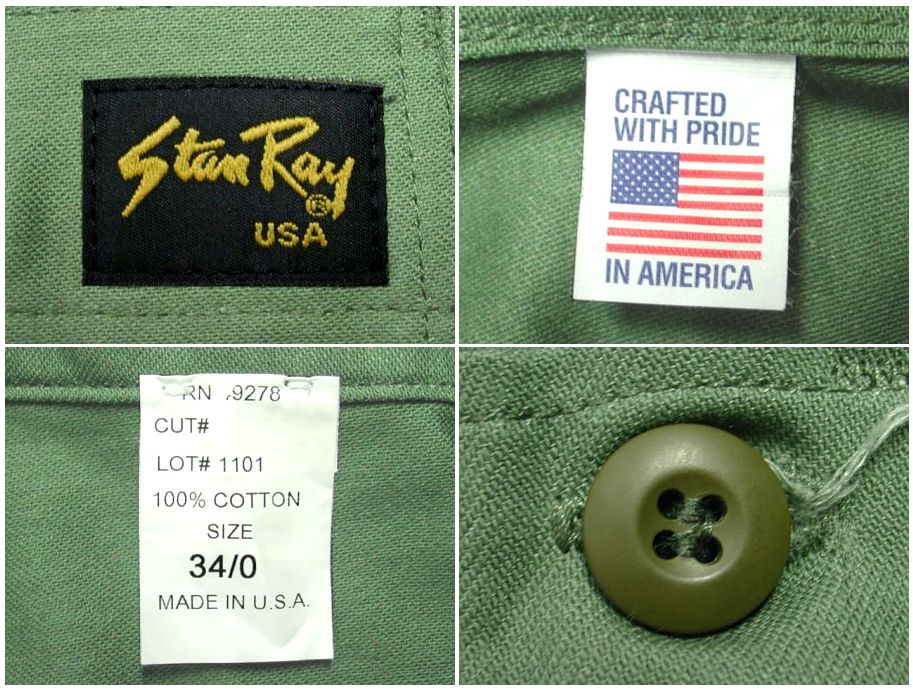 Stan Ray
®
USA
CRAFTED
WITH PRIDE
IN AMERICA
RN 9278
CUT#
LOT# 1101
100% COTTON
SIZE
34/0
MADE IN U.S.A.